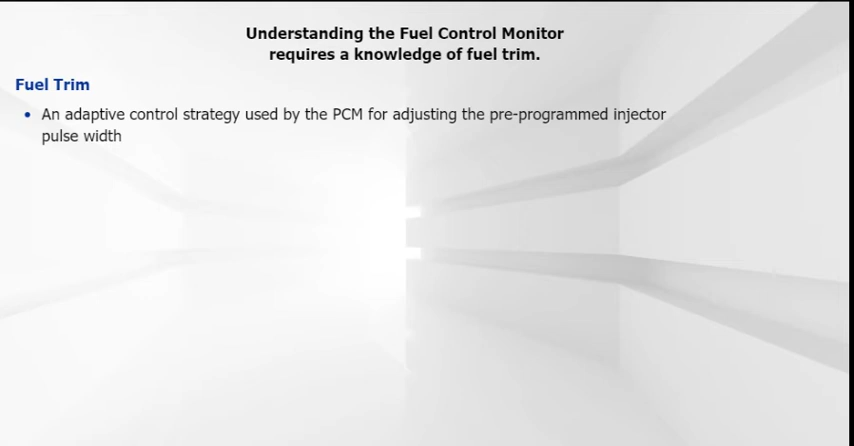 Understanding the Fuel Control Monitor
requires a knowledge of fuel trim.
Fuel Trim
• An adaptive control strategy used by the PCM for adjusting the pre-programmed injector
pulse width